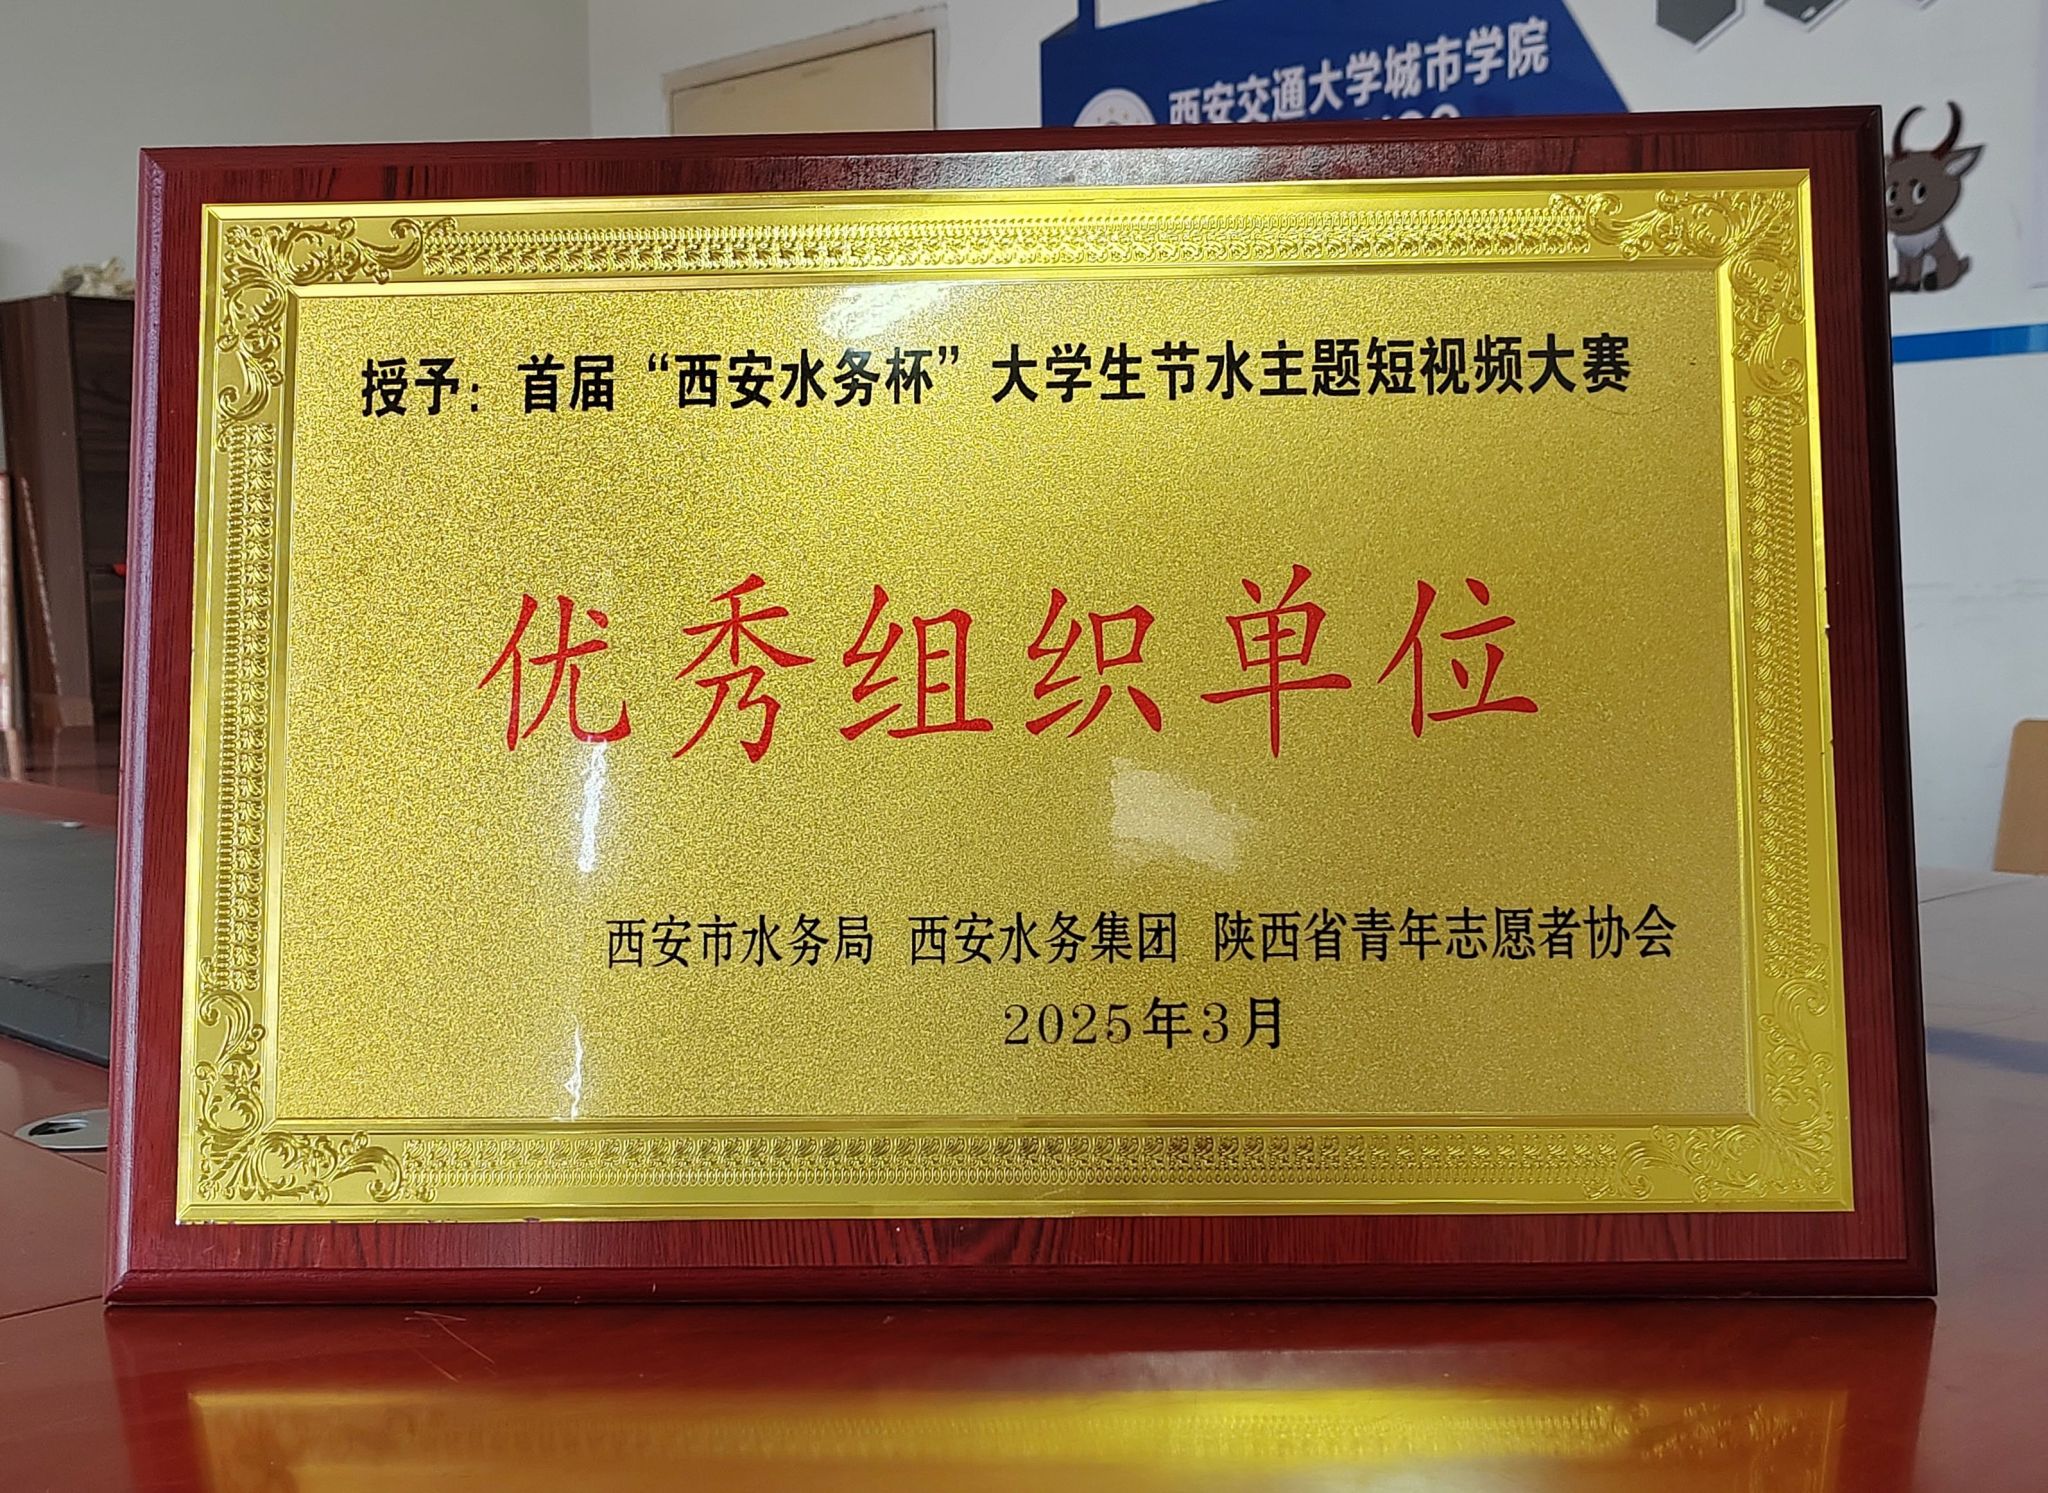 西安交通大学城市学院
授予：首届“西安水务杯”大学生节水主题短视频大赛
优秀组织单位
西安市水务局 西安水务集团 陕西省青年志愿者协会
2025年3月